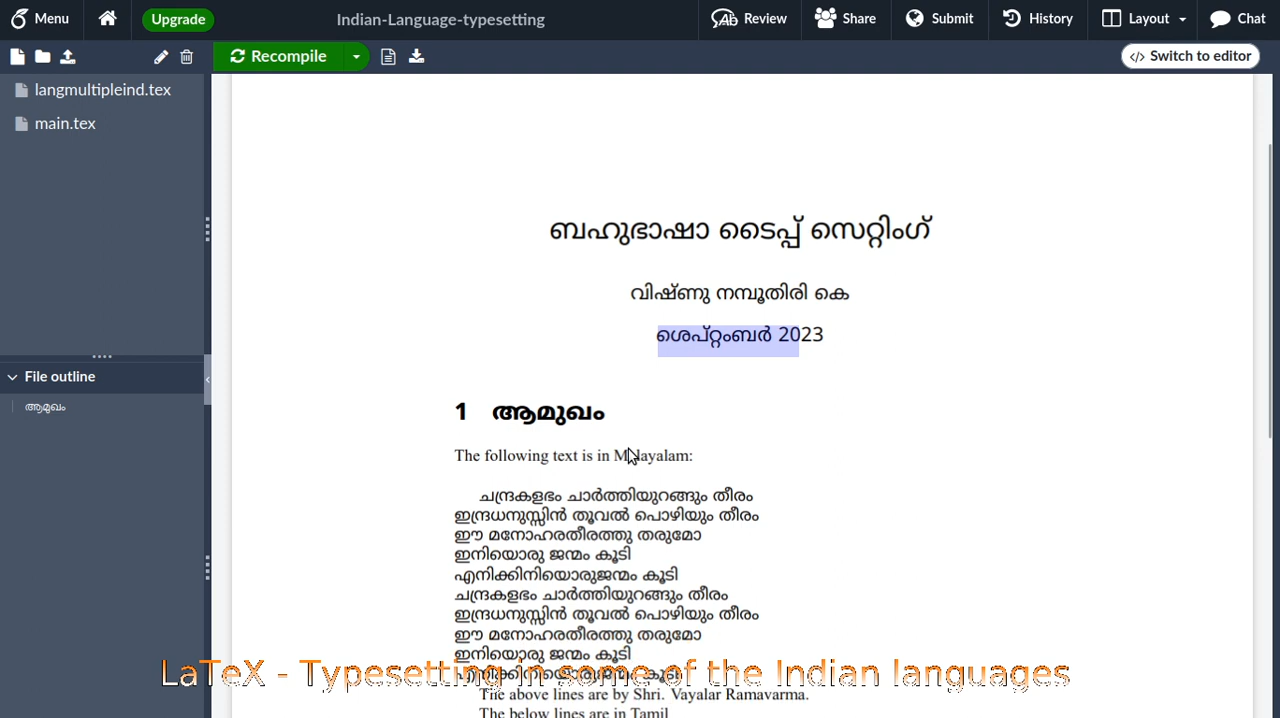 Menu
Upgrade
Indian-Language-typesetting
Review
Share
Submit
History
Layout
Chat
Recompile
Switch to editor
langmultipleind.tex
main.tex
File outline
ആമുഖം
ബഹുഭാഷാ ടൈപ്പ് സെറ്റിംഗ്
വിഷ്ണു നമ്പൂതിരി കെ
ശെപ്റ്റംബർ 2023
1 ആമുഖം
The following text is in Malayalam:
ചന്ദ്രകളഭം ചാർത്തിയുറങ്ങും തീരം
ഇന്ദ്രധനുസ്സിൻ തൂവൽ പൊഴിയും തീരം
ഈ മനോഹരതീരത്തു തരുമോ
ഇനിയൊരു ജന്മം കൂടി
എനിക്കിനിയൊരുജന്മം കൂടി
ചന്ദ്രകളഭം ചാർത്തിയുറങ്ങും തീരം
ഇന്ദ്രധനുസ്സിൻ തൂവൽ പൊഴിയും തീരം
ഈ മനോഹരതീരത്തു തരുമോ
ഇനിയൊരു ജന്മം കൂടി
എനിക്കിനിയൊരുജന്മം കൂടി
LaTeX - Typesetting in some of the Indian languages
The above lines are by Shri. Vayalar Ramavarma.
The below lines are in Tamil